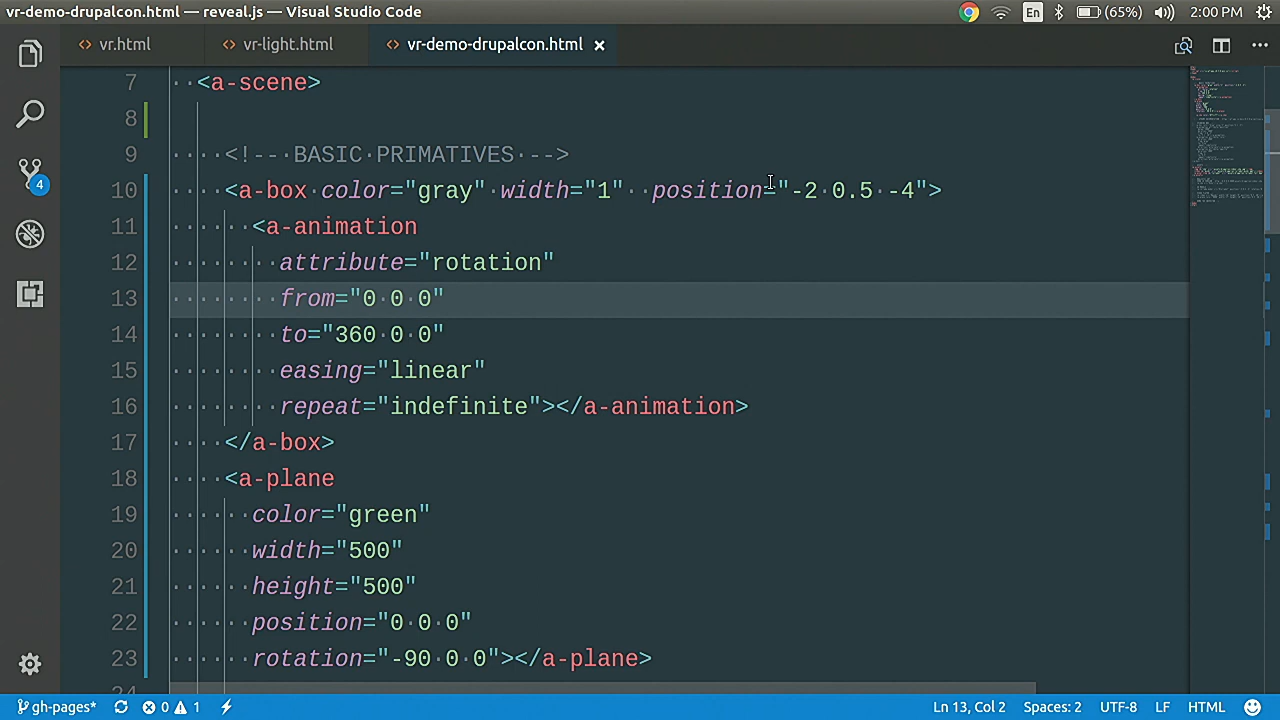 vr-demo-drupalcon.html — reveal.js — Visual Studio Code En (65%) 2:00 PM
vr.html vr-light.html vr-demo-drupalcon.html
7 <a-scene>
8
9 <!-- BASIC PRIMATIVES -->
10 <a-box color="gray" width="1"  position="-2 0.5 -4">
11 <a-animation
12 attribute="rotation"
13 from="0 0 0"
14 to="360 0 0"
15 easing="linear"
16 repeat="indefinite"></a-animation>
17 </a-box>
18 <a-plane
19 color="green"
20 width="500"
21 height="500"
22 position="0 0 0"
23 rotation="-90 0 0"></a-plane>
24
4
gh-pages* 0 1 Ln 13, Col 2 Spaces: 2 UTF-8 LF HTML